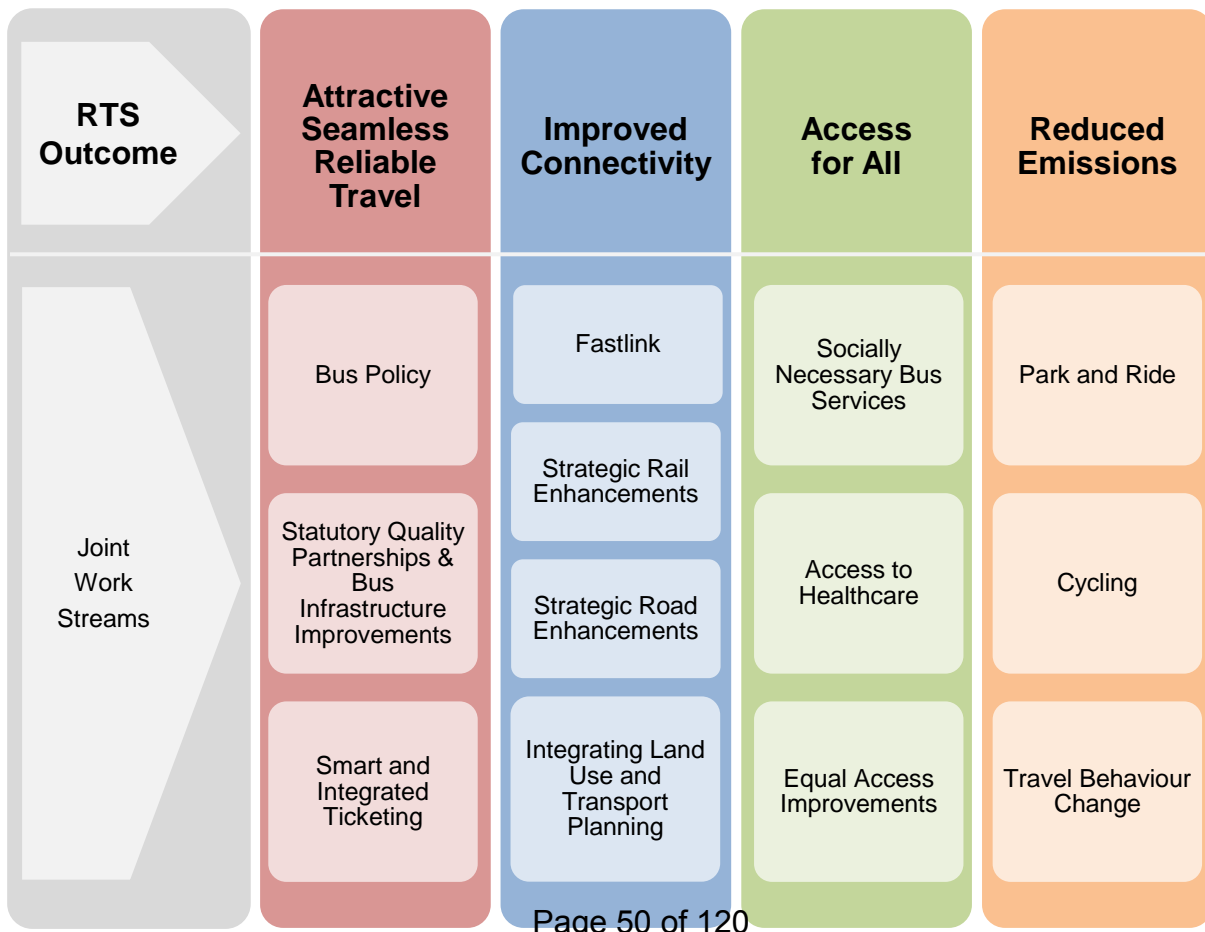 RTS
Outcome
Attractive
Seamless
Reliable
Travel
Improved
Connectivity
Access
for All
Reduced
Emissions
Joint
Work
Streams
Bus Policy
Statutory Quality
Partnerships &
Bus
Infrastructure
Improvements
Smart and
Integrated
Ticketing
Fastlink
Strategic Rail
Enhancements
Strategic Road
Enhancements
Integrating Land
Use and
Transport
Planning
Socially
Necessary Bus
Services
Access to
Healthcare
Equal Access
Improvements
Park and Ride
Cycling
Travel Behaviour
Change
Page 50 of 120